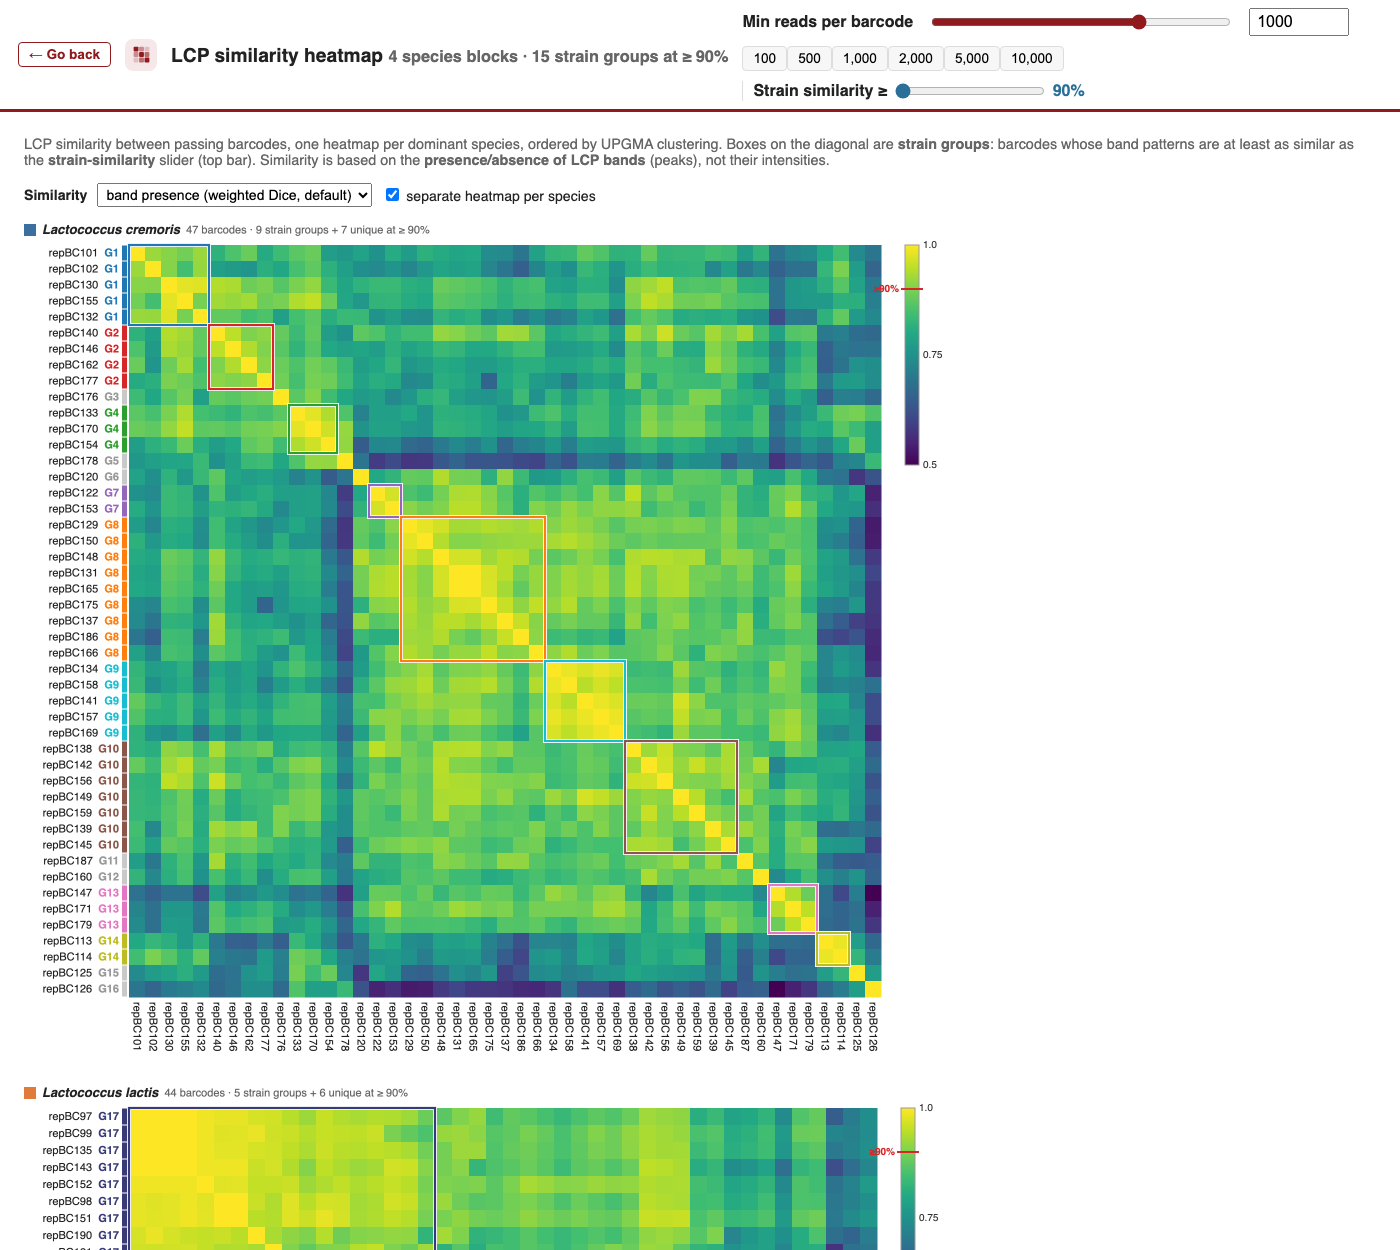 Min reads per barcode 1000
← Go back
LCP similarity heatmap 4 species blocks · 15 strain groups at ≥ 90%
100 500 1,000 2,000 5,000 10,000
Strain similarity ≥ 90%
LCP similarity between passing barcodes, one heatmap per dominant species, ordered by UPGMA clustering. Boxes on the diagonal are strain groups: barcodes whose band patterns are at least as similar as
the strain-similarity slider (top bar). Similarity is based on the presence/absence of LCP bands (peaks), not their intensities.
Similarity band presence (weighted Dice, default) separate heatmap per species
Lactococcus cremoris 47 barcodes · 9 strain groups + 7 unique at ≥ 90%
repBC101 G1
repBC102 G1
repBC130 G1
repBC155 G1
repBC132 G1
repBC140 G2
repBC146 G2
repBC162 G2
repBC177 G2
repBC176 G3
repBC133 G4
repBC170 G4
repBC154 G4
repBC178 G5
repBC120 G6
repBC122 G7
repBC153 G7
repBC129 G8
repBC150 G8
repBC148 G8
repBC131 G8
repBC165 G8
repBC175 G8
repBC137 G8
repBC186 G8
repBC166 G8
repBC134 G9
repBC158 G9
repBC141 G9
repBC157 G9
repBC169 G9
repBC138 G10
repBC142 G10
repBC156 G10
repBC149 G10
repBC159 G10
repBC139 G10
repBC145 G10
repBC187 G11
repBC160 G12
repBC147 G13
repBC171 G13
repBC179 G13
repBC113 G14
repBC114 G14
repBC125 G15
repBC126 G16
1.0
≥90%
0.75
0.5
repBC101 repBC102 repBC130 repBC155 repBC132 repBC140 repBC146 repBC162 repBC177 repBC176 repBC133 repBC170 repBC154 repBC178 repBC120 repBC122 repBC153 repBC129 repBC150 repBC148 repBC131 repBC165 repBC175 repBC137 repBC186 repBC166 repBC134 repBC158 repBC141 repBC157 repBC169 repBC138 repBC142 repBC156 repBC149 repBC159 repBC139 repBC145 repBC187 repBC160 repBC147 repBC171 repBC179 repBC113 repBC114 repBC125 repBC126
Lactococcus lactis 44 barcodes · 5 strain groups + 6 unique at ≥ 90%
repBC97 G17
repBC99 G17
repBC135 G17
repBC143 G17
repBC152 G17
repBC98 G17
repBC151 G17
repBC190 G17
1.0
≥90%
0.75